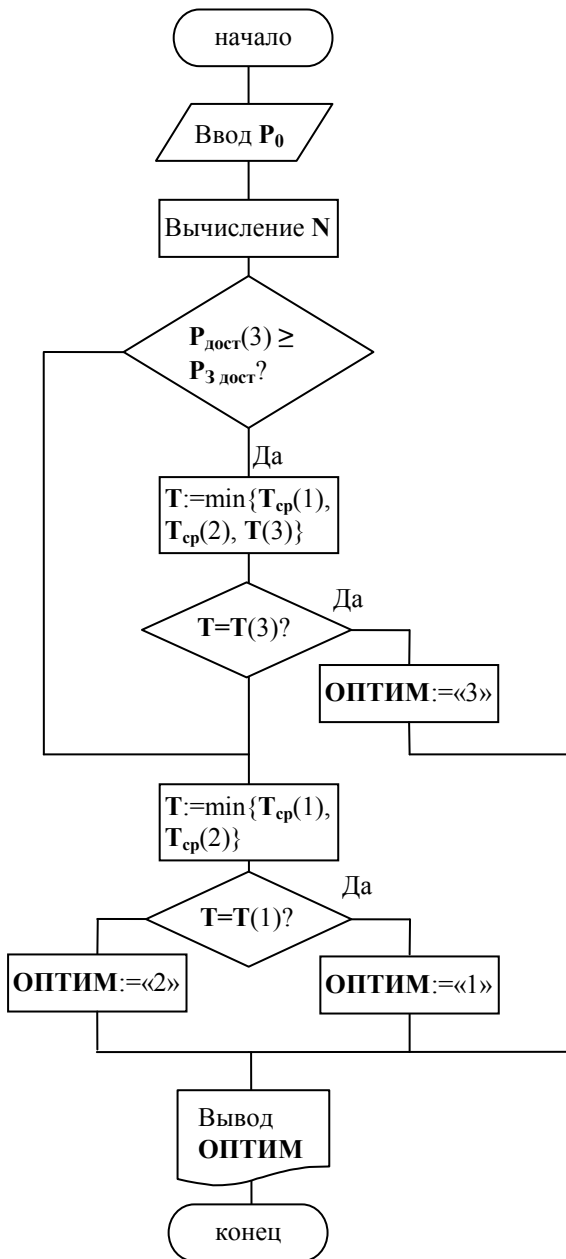 начало
Ввод P₀
Вычисление N
Pдост(3) ≥
PЗ дост?
Да
T:=min{Tср(1),
Tср(2), T(3)}
Да
T=T(3)?
ОПТИМ:=«3»
T:=min{Tср(1),
Tср(2)}
Да
T=T(1)?
ОПТИМ:=«2»
ОПТИМ:=«1»
Вывод
ОПТИМ
конец